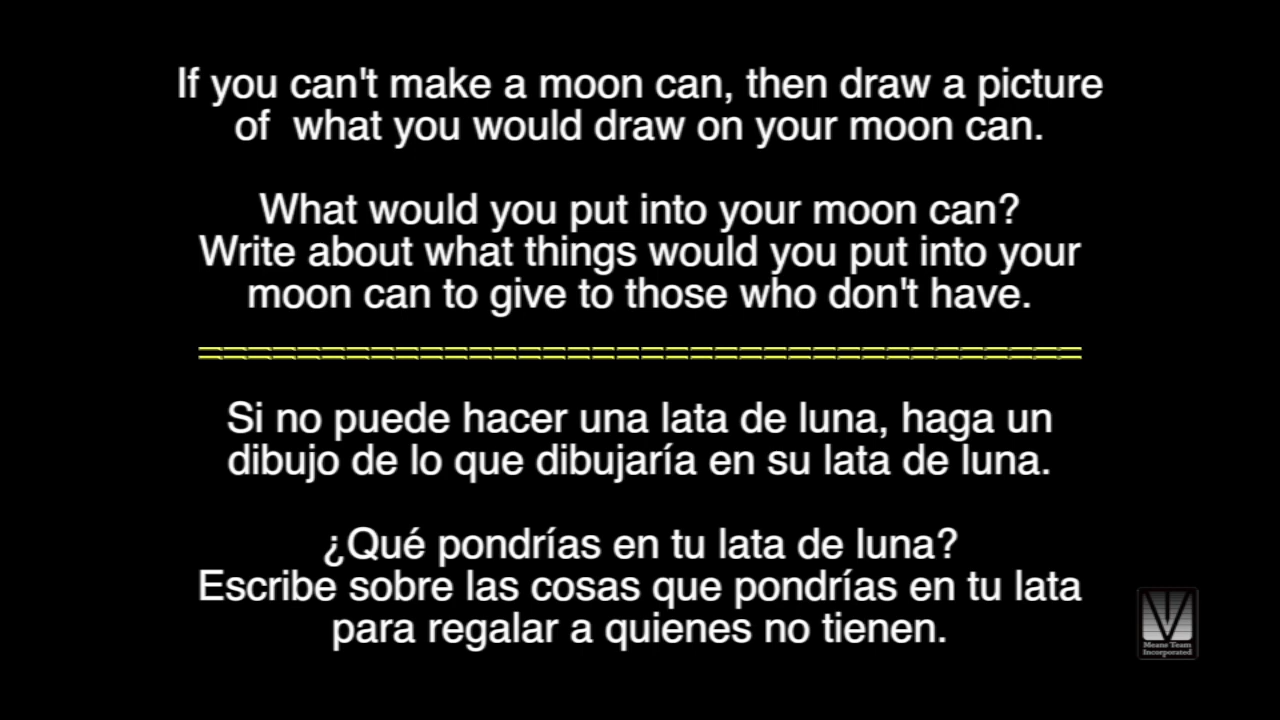 If you can't make a moon can, then draw a picture
of  what you would draw on your moon can.
What would you put into your moon can?
Write about what things would you put into your
moon can to give to those who don't have.
====================================
Si no puede hacer una lata de luna, haga un
dibujo de lo que dibujaría en su lata de luna.
¿Qué pondrías en tu lata de luna?
Escribe sobre las cosas que pondrías en tu lata
para regalar a quienes no tienen.
Means Team
Incorporated